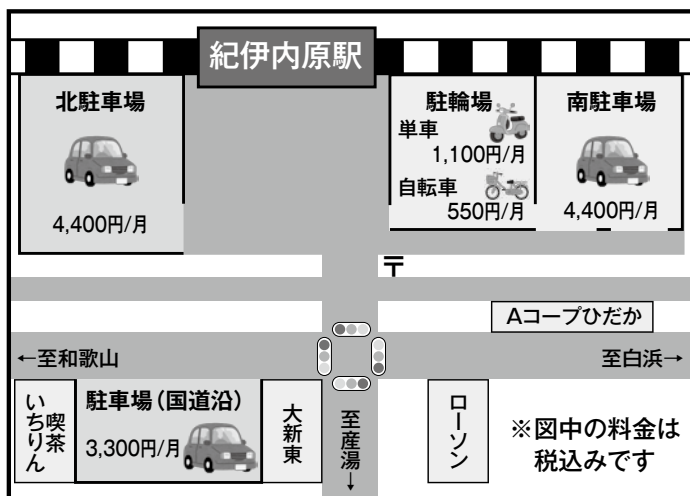 紀伊内原駅
北駐車場
4,400円/月
駐輪場
単車
1,100円/月
自転車
550円/月
南駐車場
4,400円/月
〒
Aコープひだか
←至和歌山
至白浜→
喫茶
いちりん
駐車場(国道沿)
3,300円/月
大新東
至産湯→
ローソン
※図中の料金は
税込みです